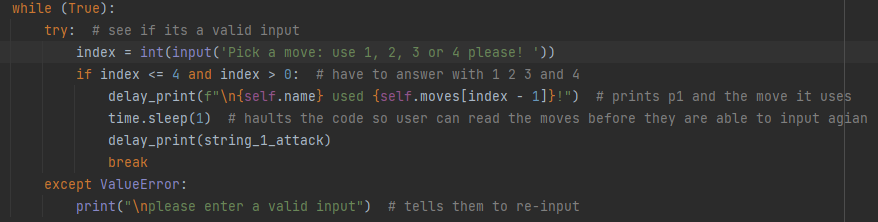 while (True):
    try:  # see if its a valid input
        index = int(input('Pick a move: use 1, 2, 3 or 4 please! '))
        if index <= 4 and index > 0:  # have to answer with 1 2 3 and 4
            delay_print(f"\n{self.name} used {self.moves[index - 1]}!")  # prints p1 and the move it uses
            time.sleep(1)  # haults the code so user can read the moves before they are able to input agian
            delay_print(string_1_attack)
            break
    except ValueError:
        print("\nplease enter a valid input")  # tells them to re-input